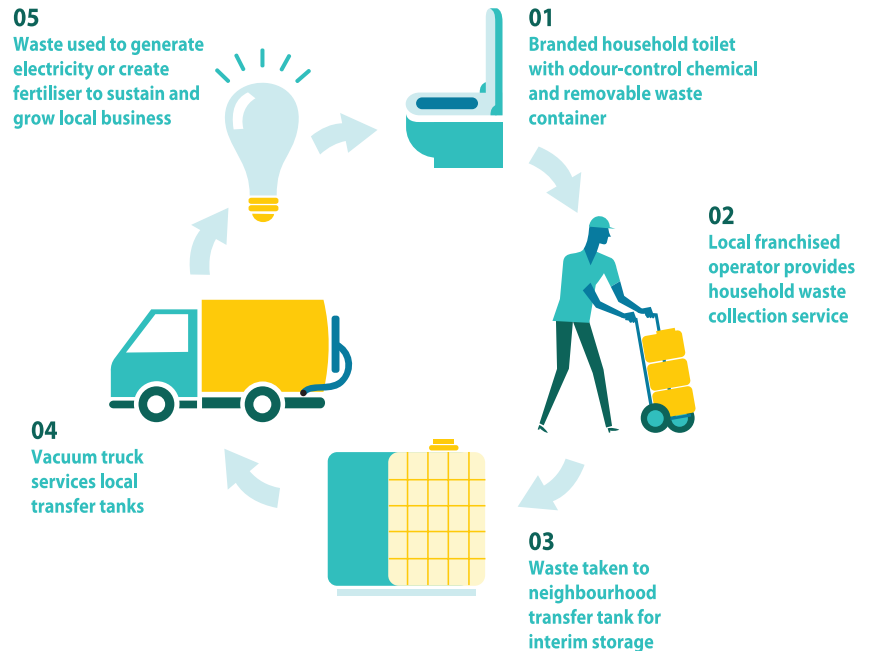 01
Branded household toilet
with odour-control chemical
and removable waste
container
02
Local franchised
operator provides
household waste
collection service
03
Waste taken to
neighbourhood
transfer tank for
interim storage
04
Vacuum truck
services local
transfer tanks
05
Waste used to generate
electricity or create
fertiliser to sustain and
grow local business